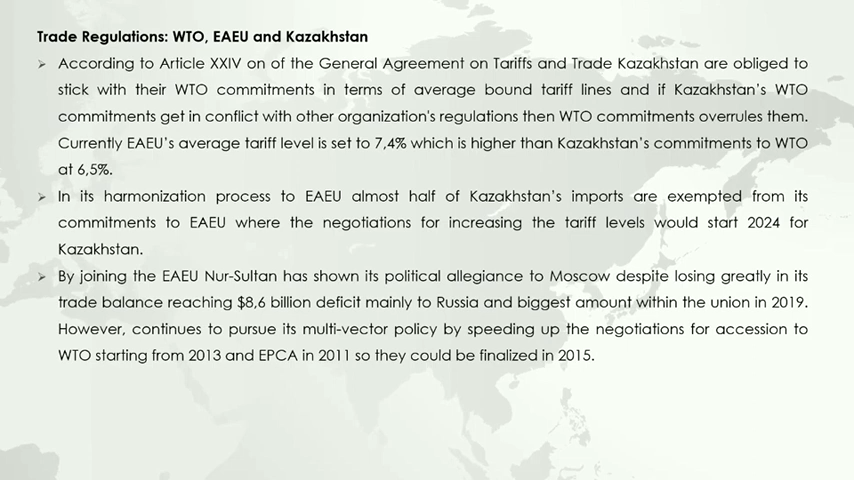 Trade Regulations: WTO, EAEU and Kazakhstan
➢ According to Article XXIV on of the General Agreement on Tariffs and Trade Kazakhstan are obliged to
stick with their WTO commitments in terms of average bound tariff lines and if Kazakhstan's WTO
commitments get in conflict with other organization's regulations then WTO commitments overrules them.
Currently EAEU's average tariff level is set to 7,4% which is higher than Kazakhstan's commitments to WTO
at 6,5%.
➢ In its harmonization process to EAEU almost half of Kazakhstan's imports are exempted from its
commitments to EAEU where the negotiations for increasing the tariff levels would start 2024 for
Kazakhstan.
➢ By joining the EAEU Nur-Sultan has shown its political allegiance to Moscow despite losing greatly in its
trade balance reaching $8,6 billion deficit mainly to Russia and biggest amount within the union in 2019.
However, continues to pursue its multi-vector policy by speeding up the negotiations for accession to
WTO starting from 2013 and EPCA in 2011 so they could be finalized in 2015.